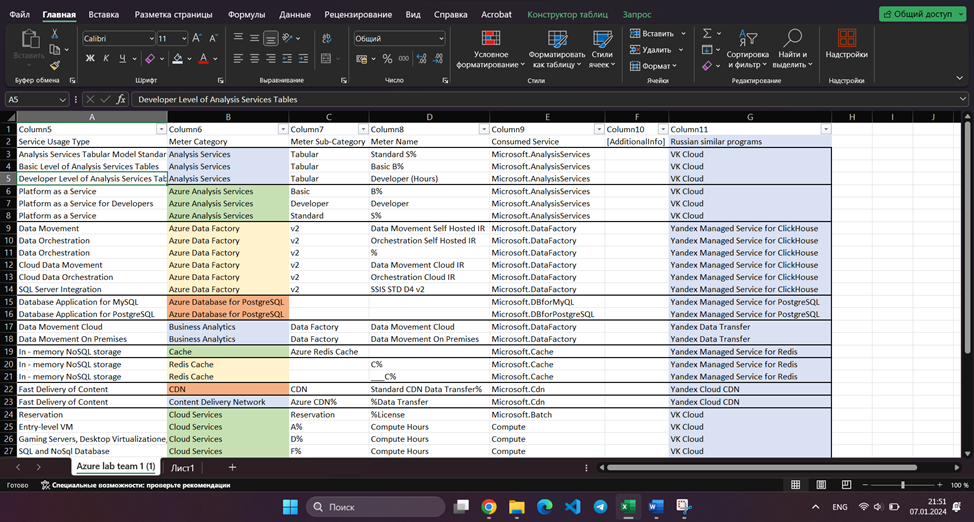 Файл Главная Вставка Разметка страницы Формулы Данные Рецензирование Вид Справка Acrobat Конструктор таблиц Запрос Общий доступ
Вставить
Буфер обмена
Calibri 11
Ж К Ч
Шрифт
Выравнивание
Общий
% 000
Число
Условное форматирование
Форматировать как таблицу
Стили ячеек
Стили
Вставить
Удалить
Формат
Ячейки
Сортировка и фильтр
Найти и выделить
Редактирование
Надстройки
Надстройки
A5 fx Developer Level of Analysis Services Tables
A B C D E F G H I J
1 Column5 Column6 Column7 Column8 Column9 Column10 Column11
2 Service Usage Type Meter Category Meter Sub-Category Meter Name Consumed Service [AdditionalInfo] Russian similar programs
3 Analysis Services Tabular Model Standar Analysis Services Tabular Standard S% Microsoft.AnalysisServices VK Cloud
4 Basic Level of Analysis Services Tables Analysis Services Tabular Basic B% Microsoft.AnalysisServices VK Cloud
5 Developer Level of Analysis Services Tab Analysis Services Tabular Developer (Hours) Microsoft.AnalysisServices VK Cloud
6 Platform as a Service Azure Analysis Services Basic B% Microsoft.AnalysisServices VK Cloud
7 Platform as a Service for Developers Azure Analysis Services Developer Developer Microsoft.AnalysisServices VK Cloud
8 Platform as a Service Azure Analysis Services Standard S% Microsoft.AnalysisServices VK Cloud
9 Data Movement Azure Data Factory v2 Data Movement Self Hosted IR Microsoft.DataFactory Yandex Managed Service for ClickHouse
10 Data Orchestration Azure Data Factory v2 Orchestration Self Hosted IR Microsoft.DataFactory Yandex Managed Service for ClickHouse
11 Data Orchestration Azure Data Factory v2 % Microsoft.DataFactory Yandex Managed Service for ClickHouse
12 Cloud Data Movement Azure Data Factory v2 Data Movement Cloud IR Microsoft.DataFactory Yandex Managed Service for ClickHouse
13 Cloud Data Orchestration Azure Data Factory v2 Orchestration Cloud IR Microsoft.DataFactory Yandex Managed Service for ClickHouse
14 SQL Server Integration Azure Data Factory v2 SSIS STD D4 v2 Microsoft.DataFactory Yandex Managed Service for ClickHouse
15 Database Application for MySQL Azure Database for PostgreSQL Microsoft.DBforMyQL Yandex Managed Service for PostgreSQL
16 Database Application for PostgreSQL Azure Database for PostgreSQL Microsoft.DBforPostgreSQL Yandex Managed Service for PostgreSQL
17 Data Movement Cloud Business Analytics Data Factory Data Movement Cloud Microsoft.DataFactory Yandex Data Transfer
18 Data Movement On Premises Business Analytics Data Factory Data Movement On Premises Microsoft.DataFactory Yandex Data Transfer
19 In - memory NoSQL storage Cache Azure Redis Cache Microsoft.Cache Yandex Managed Service for Redis
20 In - memory NoSQL storage Redis Cache C% Microsoft.Cache Yandex Managed Service for Redis
21 In - memory NoSQL storage Redis Cache ___C% Microsoft.Cache Yandex Managed Service for Redis
22 Fast Delivery of Content CDN CDN Standard CDN Data Transfer% Microsoft.Cdn Yandex Cloud CDN
23 Fast Delivery of Content Content Delivery Network Azure CDN% %Data Transfer Microsoft.Cdn Yandex Cloud CDN
24 Reservation Cloud Services Reservation %License Microsoft.Batch VK Cloud
25 Entry-level VM Cloud Services A% Compute Hours Compute VK Cloud
26 Gaming Servers, Desktop Virtualizatione, Cloud Services D% Compute Hours Compute VK Cloud
27 SQL and NoSql Database Cloud Services F% Compute Hours Compute VK Cloud
Azure lab team 1 (1) Лист1 +
Готово Специальные возможности: проверьте рекомендации 100 %
Поиск ENG 21:51
07.01.2024